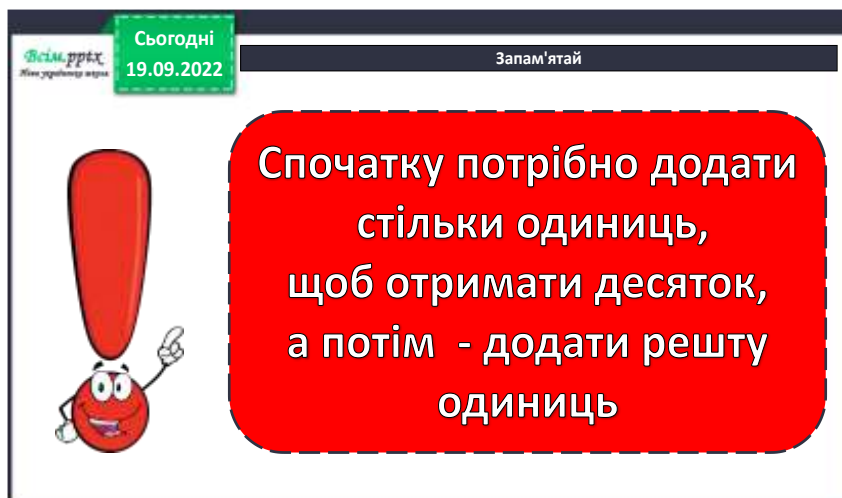 Всім.pptx
Нова українська школа
Сьогодні
19.09.2022
Запам'ятай
Спочатку потрібно додати
стільки одиниць,
щоб отримати десяток,
а потім - додати решту
одиниць